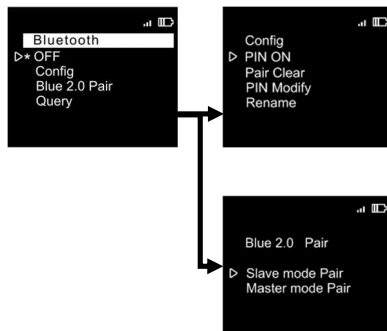 Bluetooth
▷* OFF
Config
Blue 2.0 Pair
Query
Config
▷ PIN ON
Pair Clear
PIN Modify
Rename
Blue 2.0 Pair
▷ Slave mode Pair
Master mode Pair